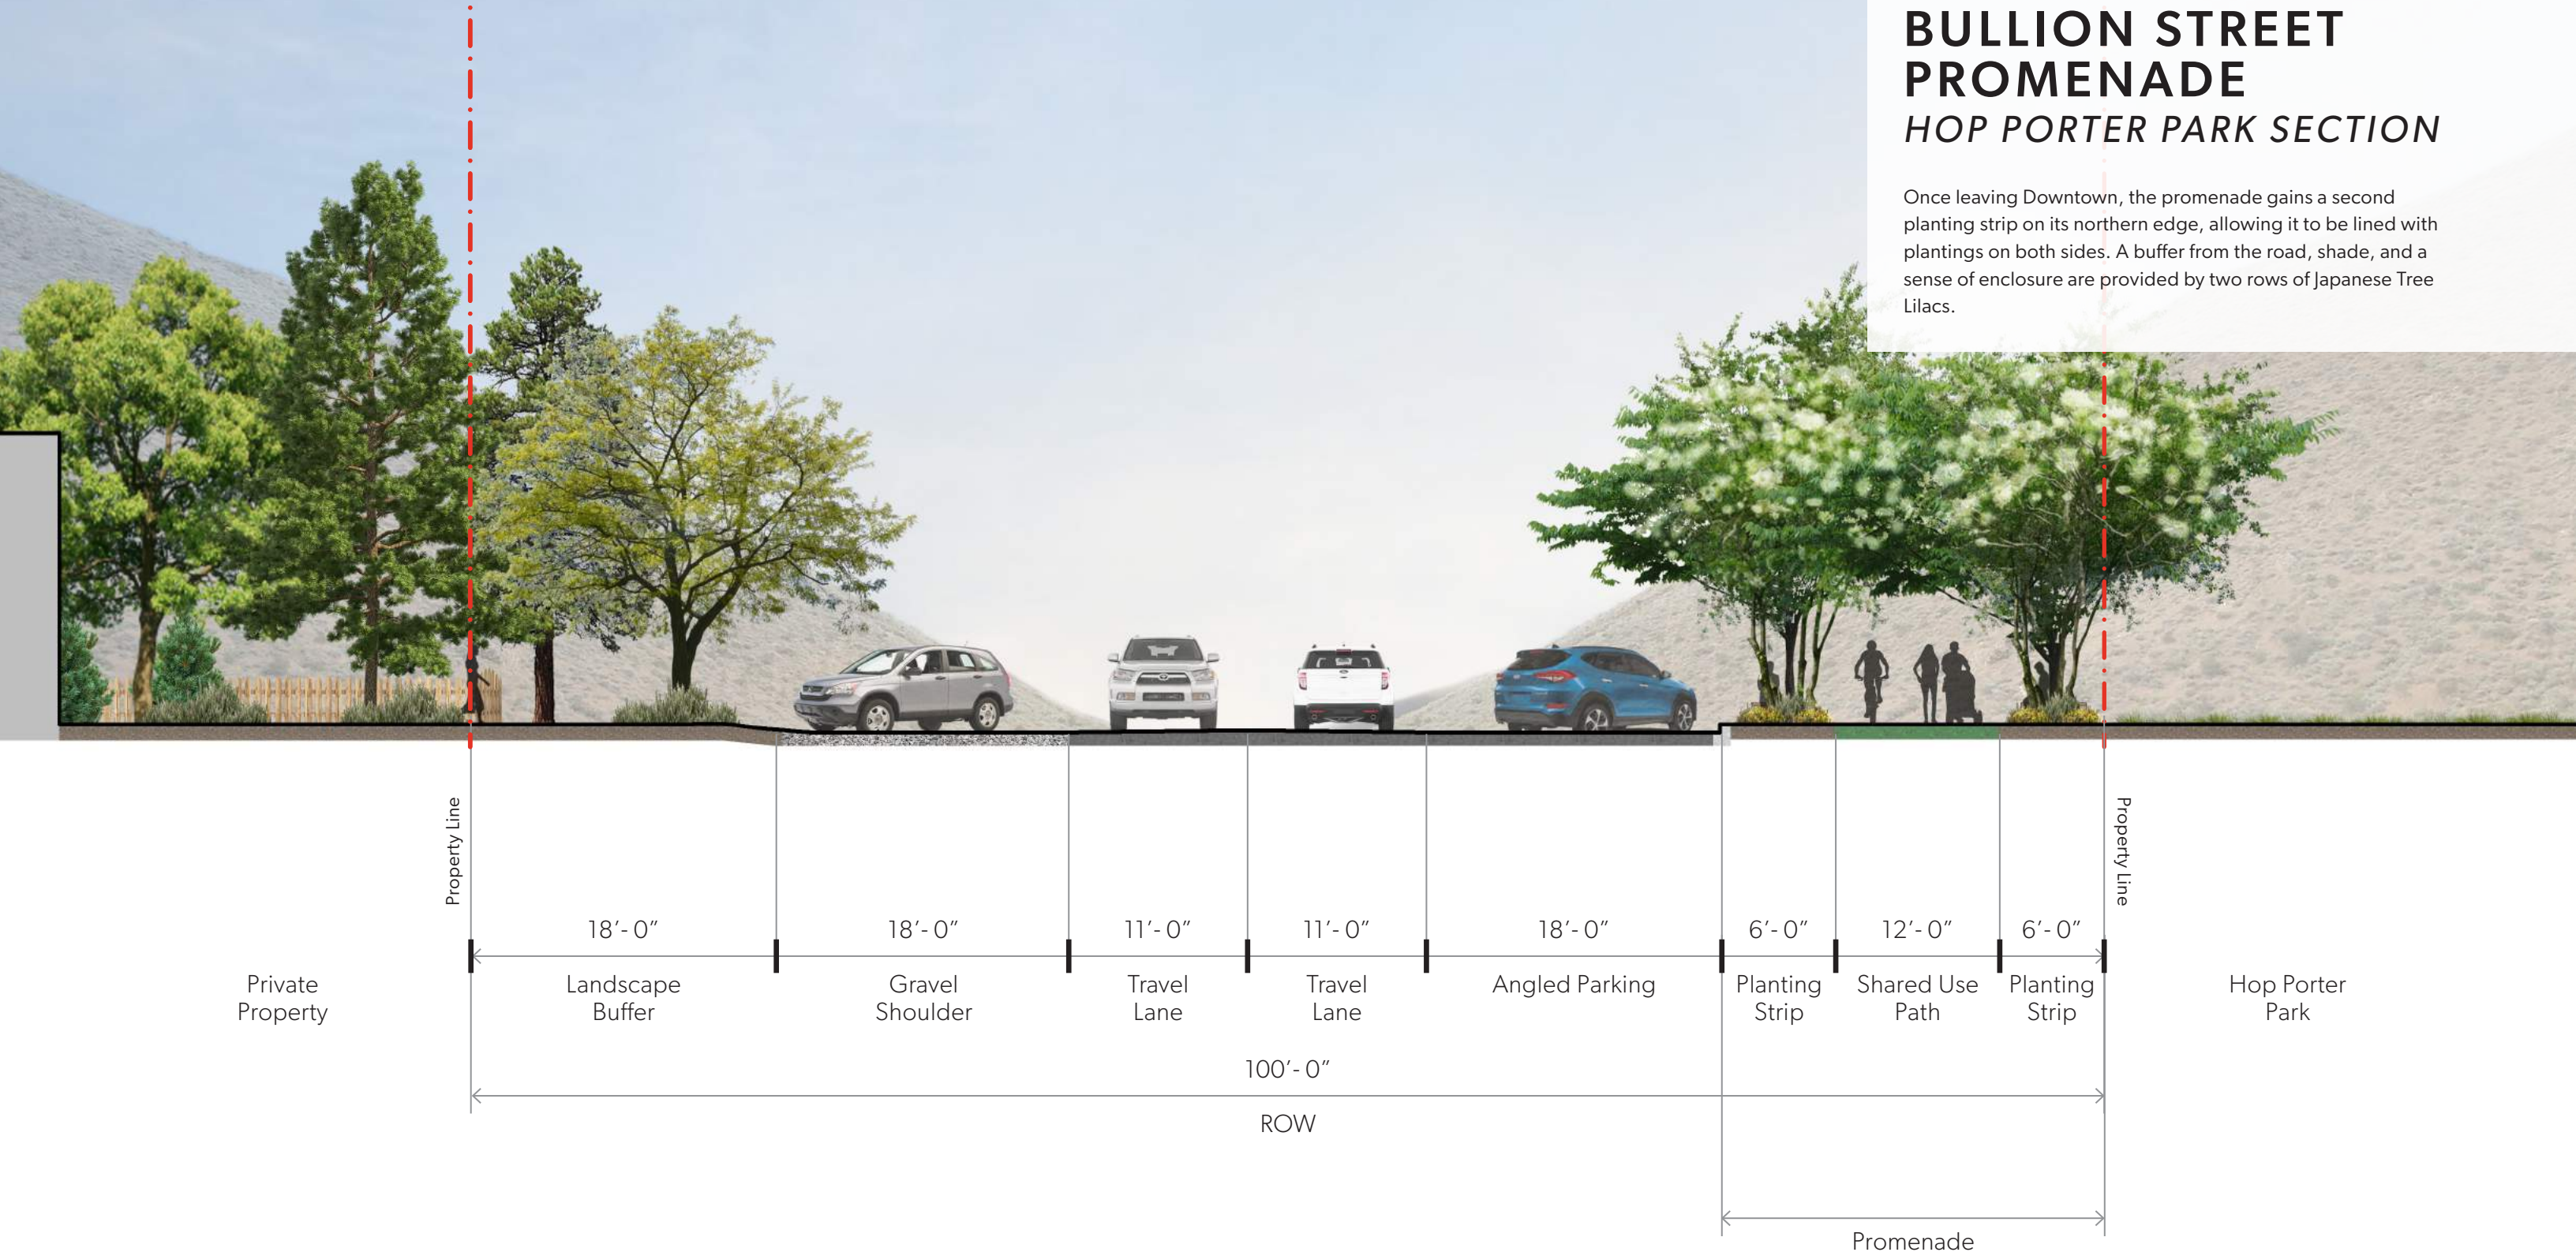 BULLION STREET
PROMENADE
HOP PORTER PARK SECTION
Once leaving Downtown, the promenade gains a second
planting strip on its northern edge, allowing it to be lined with
plantings on both sides. A buffer from the road, shade, and a
sense of enclosure are provided by two rows of Japanese Tree
Lilacs.
Property Line
Property Line
18’- 0”
18’- 0”
11’- 0”
11’- 0”
18’- 0”
6’- 0”
12’- 0”
6’- 0”
Private
Property
Landscape
Buffer
Gravel
Shoulder
Travel
Lane
Travel
Lane
Angled Parking
Planting
Strip
Shared Use
Path
Planting
Strip
Hop Porter
Park
100’- 0”
ROW
Promenade